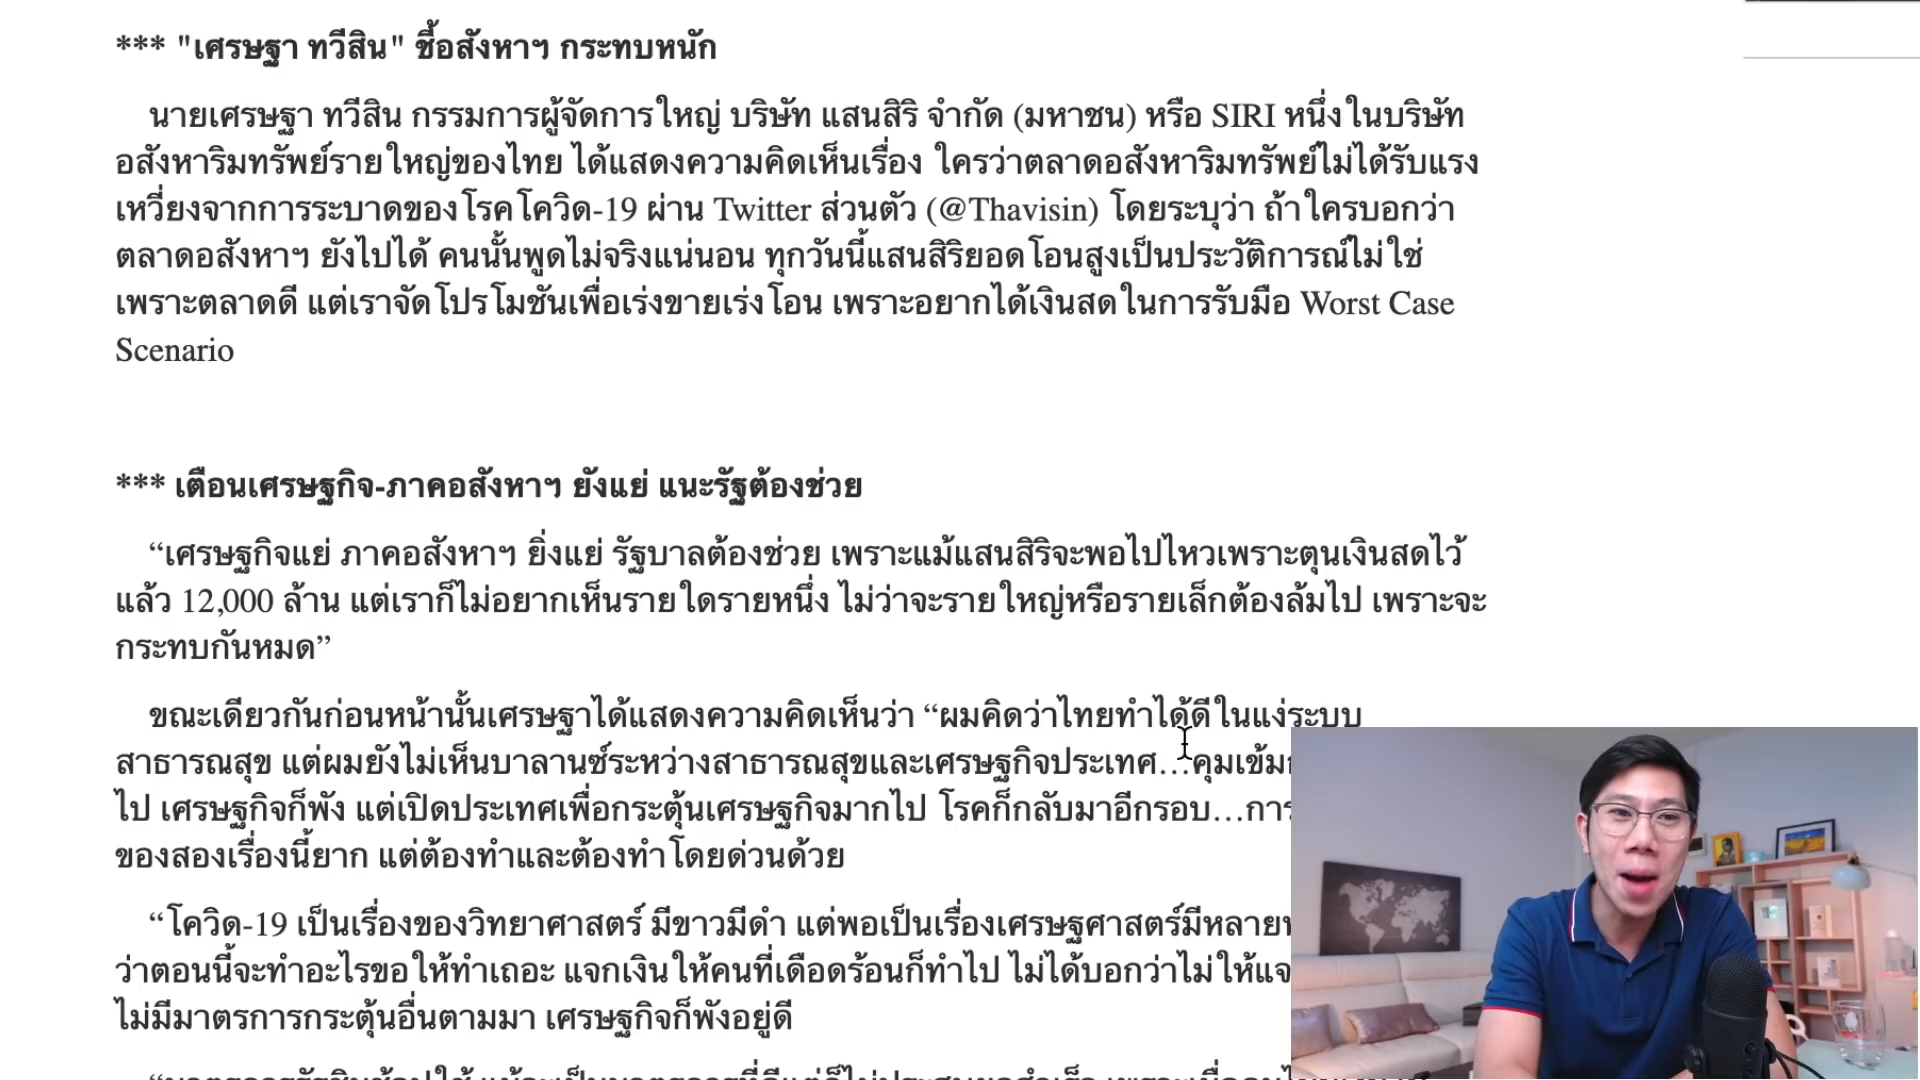 *** "เศรษฐา ทวีสิน" ชี้อสังหาฯ กระทบหนัก
นายเศรษฐา ทวีสิน กรรมการผู้จัดการใหญ่ บริษัท แสนสิริ จำกัด (มหาชน) หรือ SIRI หนึ่งในบริษัท
อสังหาริมทรัพย์รายใหญ่ของไทย ได้แสดงความคิดเห็นเรื่อง ใครว่าตลาดอสังหาริมทรัพย์ไม่ได้รับแรง
เหวี่ยงจากการระบาดของโรคโควิด-19 ผ่าน Twitter ส่วนตัว (@Thavisin) โดยระบุว่า ถ้าใครบอกว่า
ตลาดอสังหาฯ ยังไปได้ คนนั้นพูดไม่จริงแน่นอน ทุกวันนี้แสนสิริยอดโอนสูงเป็นประวัติการณ์ไม่ใช่
เพราะตลาดดี แต่เราจัดโปรโมชันเพื่อเร่งขายเร่งโอน เพราะอยากได้เงินสดในการรับมือ Worst Case
Scenario
*** เตือนเศรษฐกิจ-ภาคอสังหาฯ ยังแย่ แนะรัฐต้องช่วย
“เศรษฐกิจแย่ ภาคอสังหาฯ ยิ่งแย่ รัฐบาลต้องช่วย เพราะแม้แสนสิริจะพอไปไหวเพราะตุนเงินสดไว้
แล้ว 12,000 ล้าน แต่เราก็ไม่อยากเห็นรายใดรายหนึ่ง ไม่ว่าจะรายใหญ่หรือรายเล็กต้องล้มไป เพราะจะ
กระทบกันหมด”
ขณะเดียวกันก่อนหน้านั้นเศรษฐาได้แสดงความคิดเห็นว่า “ผมคิดว่าไทยทำได้ดีในแง่ระบบ
สาธารณสุข แต่ผมยังไม่เห็นบาลานซ์ระหว่างสาธารณสุขและเศรษฐกิจประเทศ…คุมเข้ม
ไป เศรษฐกิจก็พัง แต่เปิดประเทศเพื่อกระตุ้นเศรษฐกิจมากไป โรคก็กลับมาอีกรอบ…การ
ของสองเรื่องนี้ยาก แต่ต้องทำและต้องทำโดยด่วนด้วย
“โควิด-19 เป็นเรื่องของวิทยาศาสตร์ มีขาวมีดำ แต่พอเป็นเรื่องเศรษฐศาสตร์มีหลาย
ว่าตอนนี้จะทำอะไรขอให้ทำเถอะ แจกเงินให้คนที่เดือดร้อนก็ทำไป ไม่ได้บอกว่าไม่ให้แจ
ไม่มีมาตรการกระตุ้นอื่นตามมา เศรษฐกิจก็พังอยู่ดี